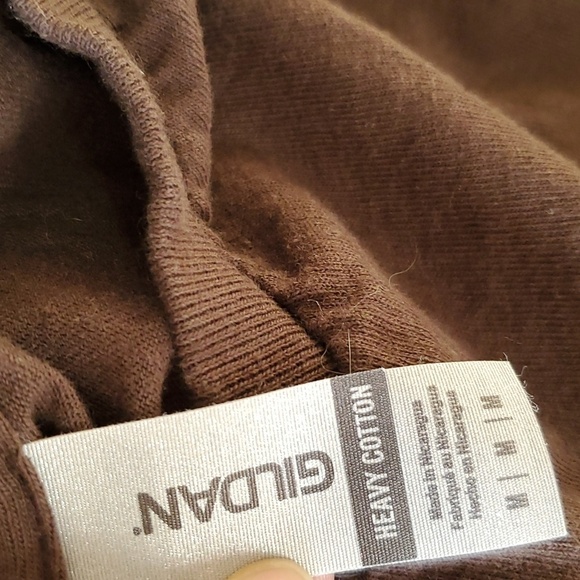 GILDAN®
HEAVY COTTON
Made in Nicaragua
Fabriqué au Nicaragua
Hecho en Nicaragua
M | M | M